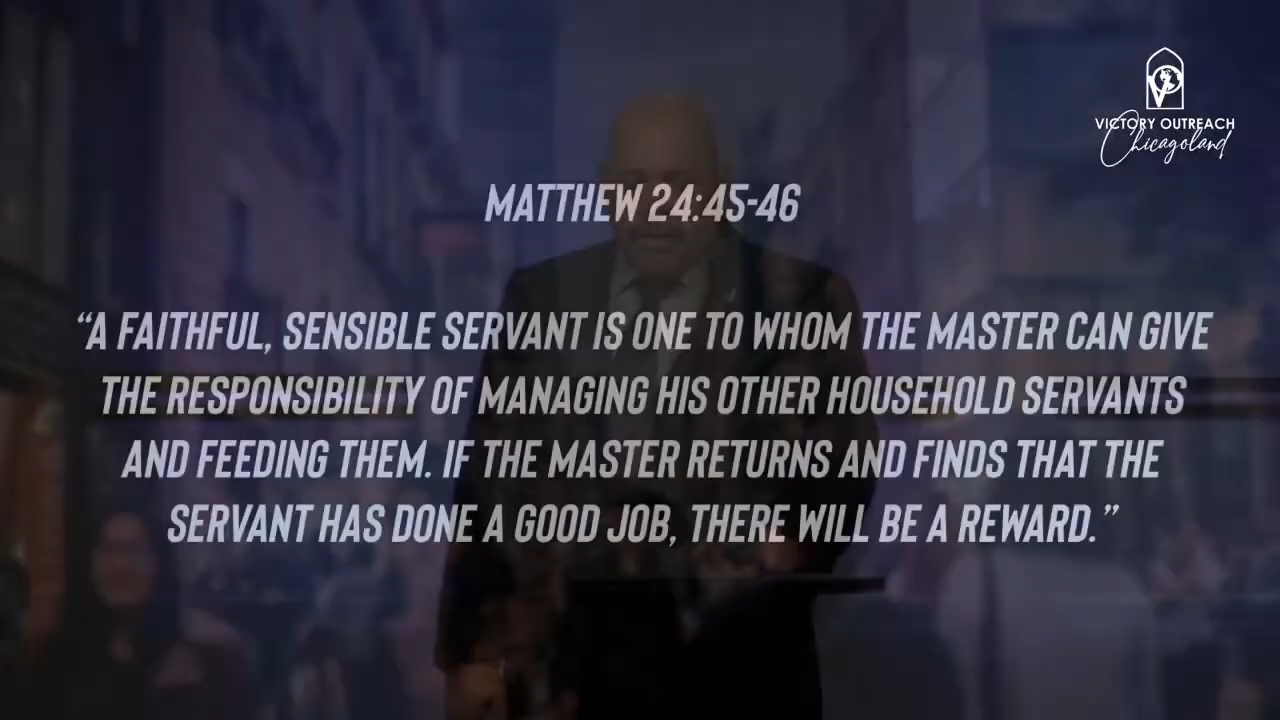 VICTORY OUTREACH
Chicagoland
MATTHEW 24:45-46
“A FAITHFUL, SENSIBLE SERVANT IS ONE TO WHOM THE MASTER CAN GIVE
THE RESPONSIBILITY OF MANAGING HIS OTHER HOUSEHOLD SERVANTS
AND FEEDING THEM. IF THE MASTER RETURNS AND FINDS THAT THE
SERVANT HAS DONE A GOOD JOB, THERE WILL BE A REWARD.”